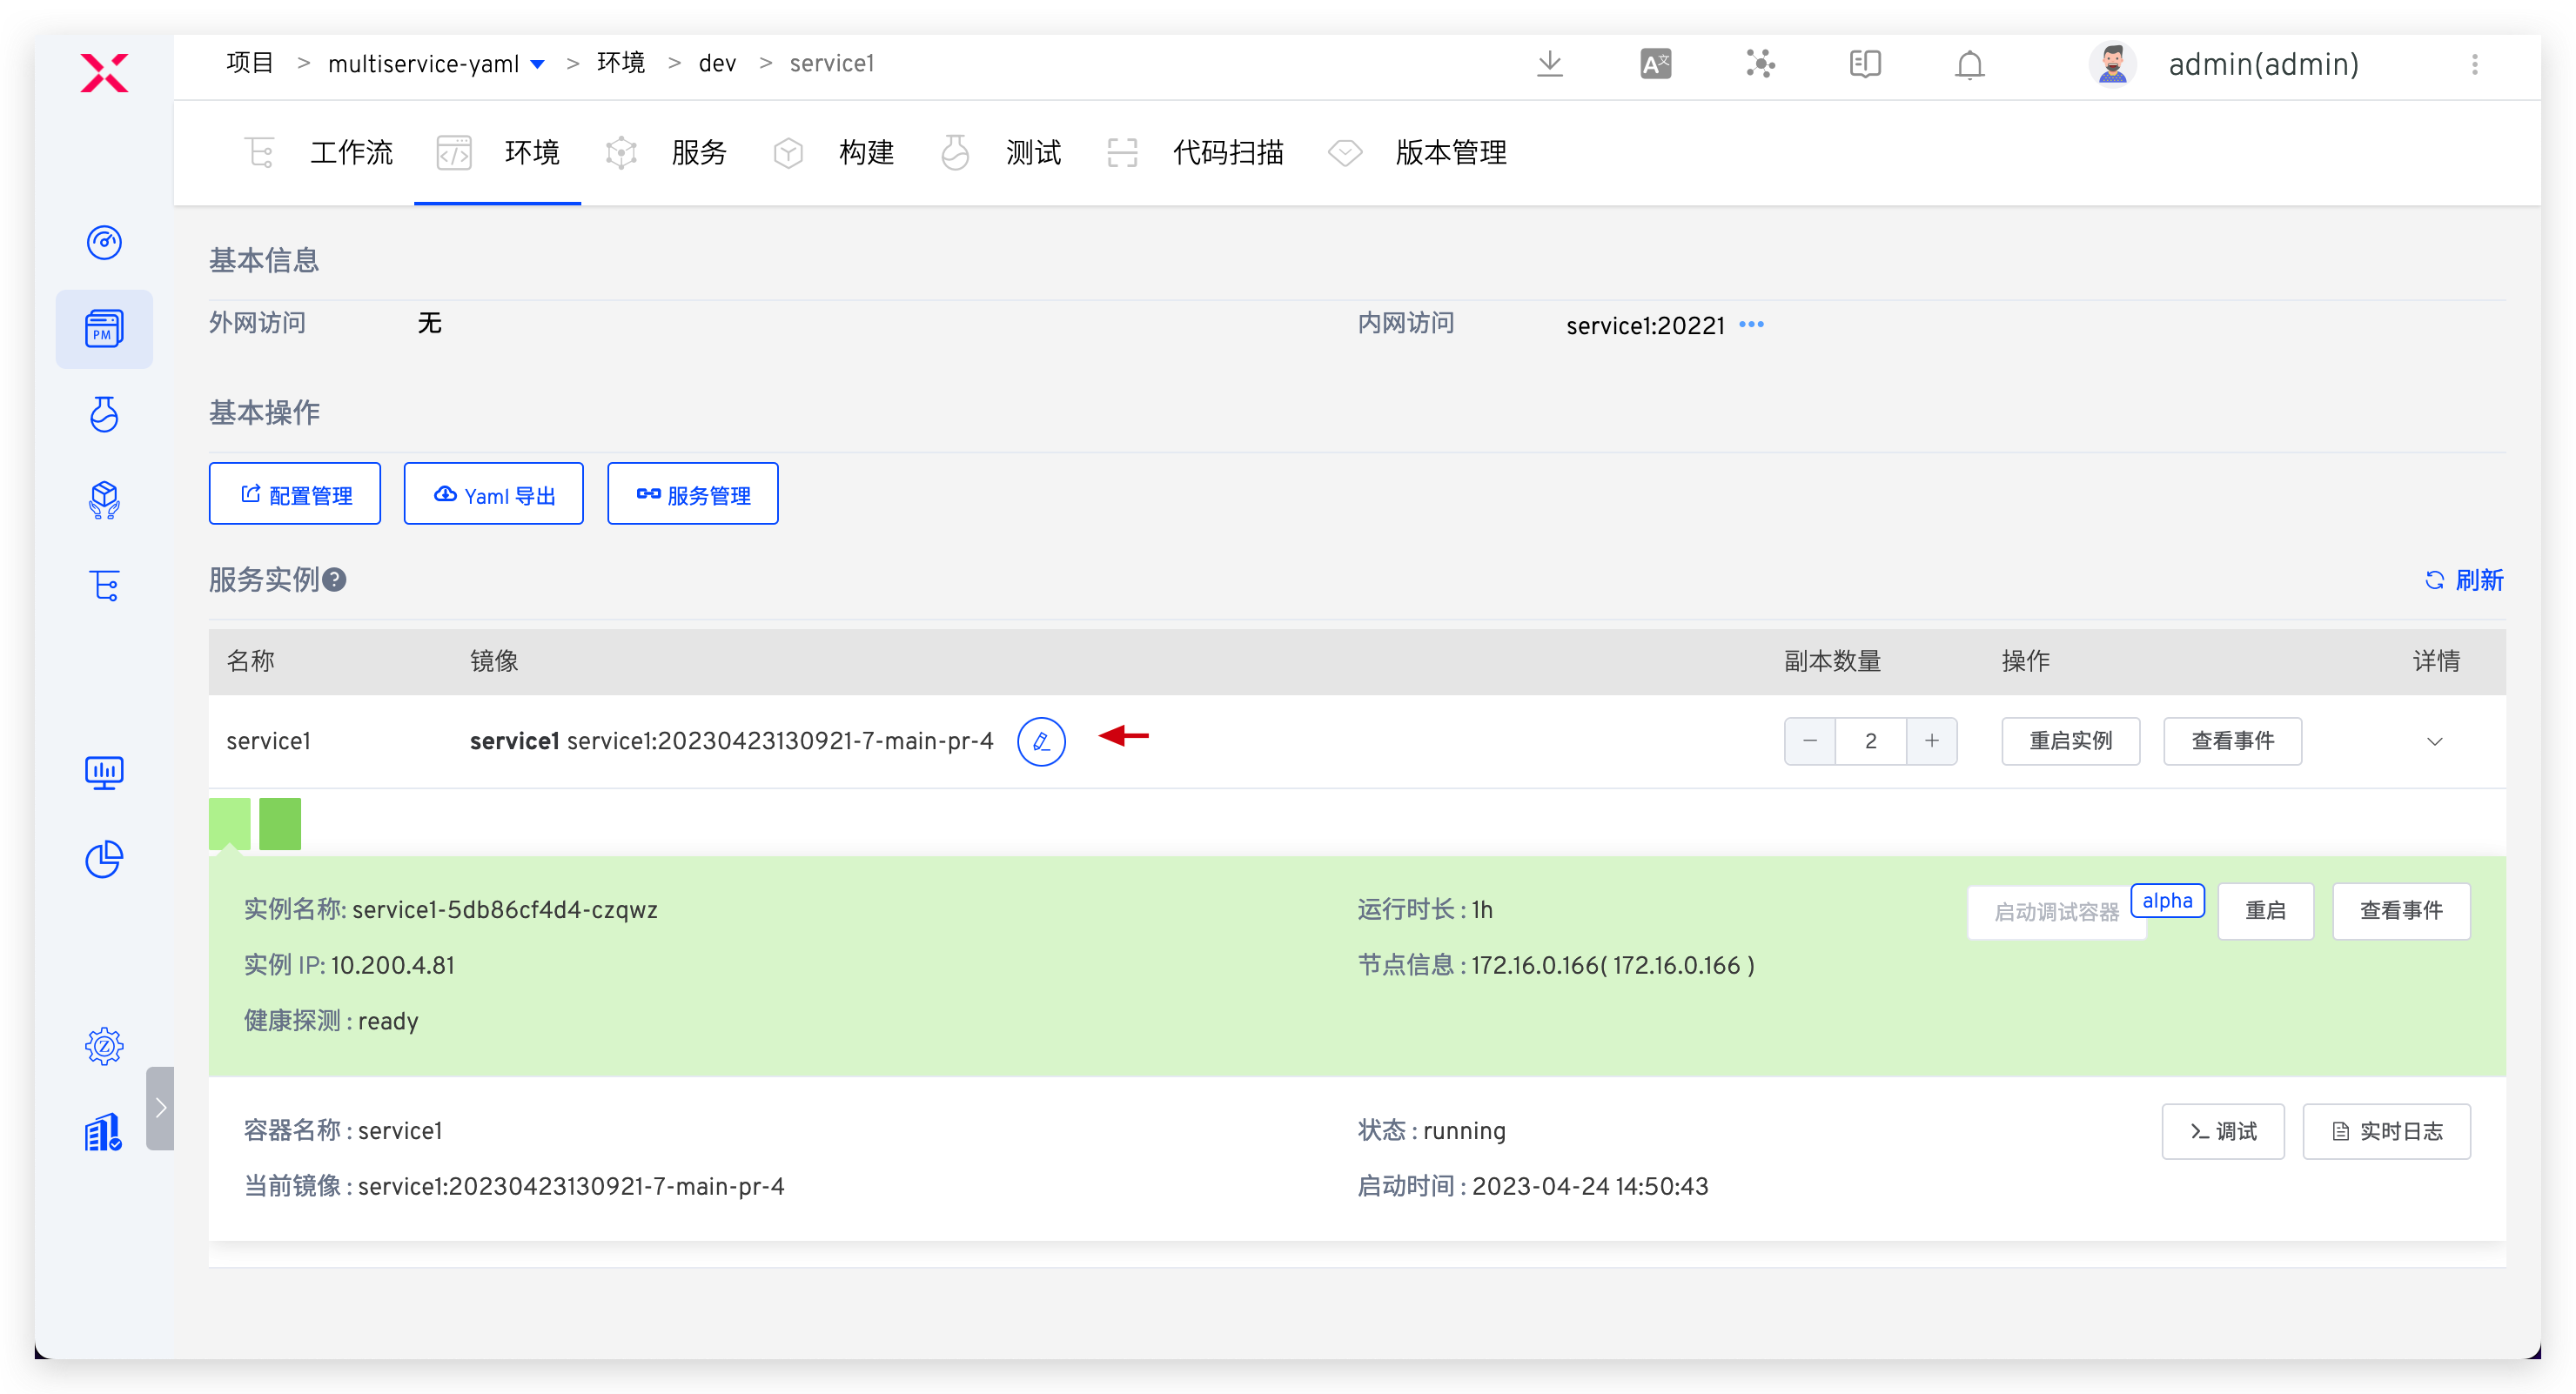 项目 > multiservice-yaml > 环境 > dev > service1
admin(admin)
工作流 环境 服务 构建 测试 代码扫描 版本管理
PM
基本信息
外网访问 无 内网访问 service1:20221
基本操作
配置管理 Yaml 导出 服务管理
服务实例 ? 刷新
名称 镜像 副本数量 操作 详情
service1 service1 service1:20230423130921-7-main-pr-4 − 2 + 重启实例 查看事件
实例名称: service1-5db86cf4d4-czqwz 运行时长 : 1h 启动调试容器 alpha 重启 查看事件
实例 IP: 10.200.4.81 节点信息 : 172.16.0.166( 172.16.0.166 )
健康探测 : ready
容器名称 : service1 状态 : running >_ 调试 实时日志
当前镜像 : service1:20230423130921-7-main-pr-4 启动时间 : 2023-04-24 14:50:43